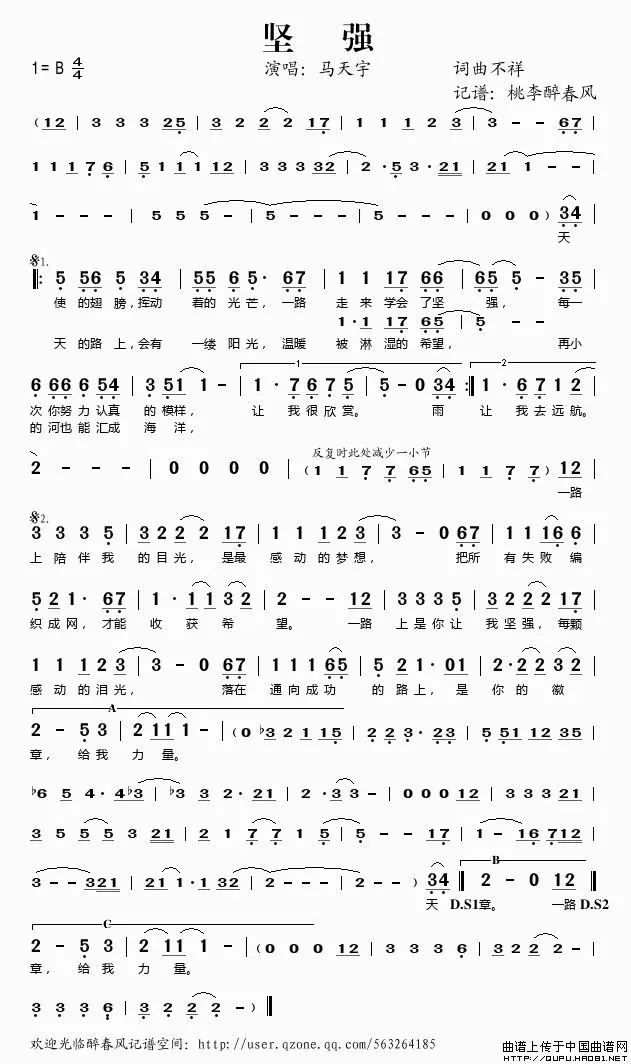 坚 强
1= B 4/4 演唱：马天宇 词曲不祥
记谱：桃李醉春风
( 12 | 3 3 3 25 | 3 2 2 2 17 | 1 1 1 2 3 | 3 - - 67 |
1 1 1 7 6 | 5 1 1 1 12 | 3 3 3 32 | 2 · 5 3 · 21 | 21 1 - - |
1 - - - | 5 5 5 - | 5 - - - | 5 - - - | 0 0 0 ) 34 |
天
𝄋1.
‖: 5 56 5 34 | 55 6 5· 67 | 1 1 17 66 | 65 5 - 35 |
使 的翅 膀，挥动 着的 光 芒，一路 走 来 学会 了坚 强， 每一
1 · 1 17 65 | 5 - -
天 的路 上，会有 一缕 阳光，温暖 被 淋 湿的 希望， 再小
6 66 6 54 | 3 51 1 - | 1. 1 · 7 6 7 5 | 5 - 0 34 :‖ 2. 1 · 6 7 1 2 |
次 你努 力 认真 的 模样， 让 我 很 欣 赏。 雨 让 我 去 远 航。
的 河也 能 汇成 海 洋，
反复时此处减少一小节
2 - - - | 0 0 0 0 | ( 1 1 7 7 65 | 1 1 7 7 ) 12 |
一路
𝄋2.
3 3 3 5 | 3 2 2 2 17 | 1 1 1 2 3 | 3 - 0 67 | 1 1 16 6 |
上 陪 伴 我 的 目 光， 是最 感 动 的 梦 想， 把所 有 失 败 编
5 2 1 · 67 | 1 · 1 1 3 2 | 2 - - 12 | 3 3 3 5 | 3 2 2 2 17 |
织 成 网，才能 收 获 希 望。 一路 上 是 你 让 我 坚 强，每颗
1 1 1 2 3 | 3 - 0 67 | 1 1 1 65 | 5 2 1 · 01 | 2 · 2 2 3 2 |
感 动 的 泪 光， 落在 通 向 成 功 的 路 上， 是 你 的 徽
A
2 - 5 3 | 2 11 1 - | ( 0 ♭3 2 1 15 | 2 2 3 · 23 | 5 51 12 35 |
章， 给 我 力 量。
♭6 5 4 · 4♭3 | ♭3 3 2 · 21 | 2 · 3 3 - | 0 0 0 12 | 3 3 3 21 |
3 5 5 5 3 21 | 2 1 7 7 1 5 | 5 - - 17 | 1 - 16 712 |
3 - - 321 | 21 1 · 1 32 | 2 - - - | 2 - - - ) 34 ‖ B 2 - 0 12 ‖
天 D.S1章。 一路 D.S2
C
2 - 5 3 | 2 11 1 - | ( 0 0 0 12 | 3 3 3 6 | 3 2 2 2 - |
章， 给 我 力 量。
3 3 3 6 | 3 2 2 2 - ) ‖
欢迎光临醉春风记谱空间：http://user.qzone.qq.com/563264185
曲谱上传于中国曲谱网
HTTP://QUPU.HAO81.COM